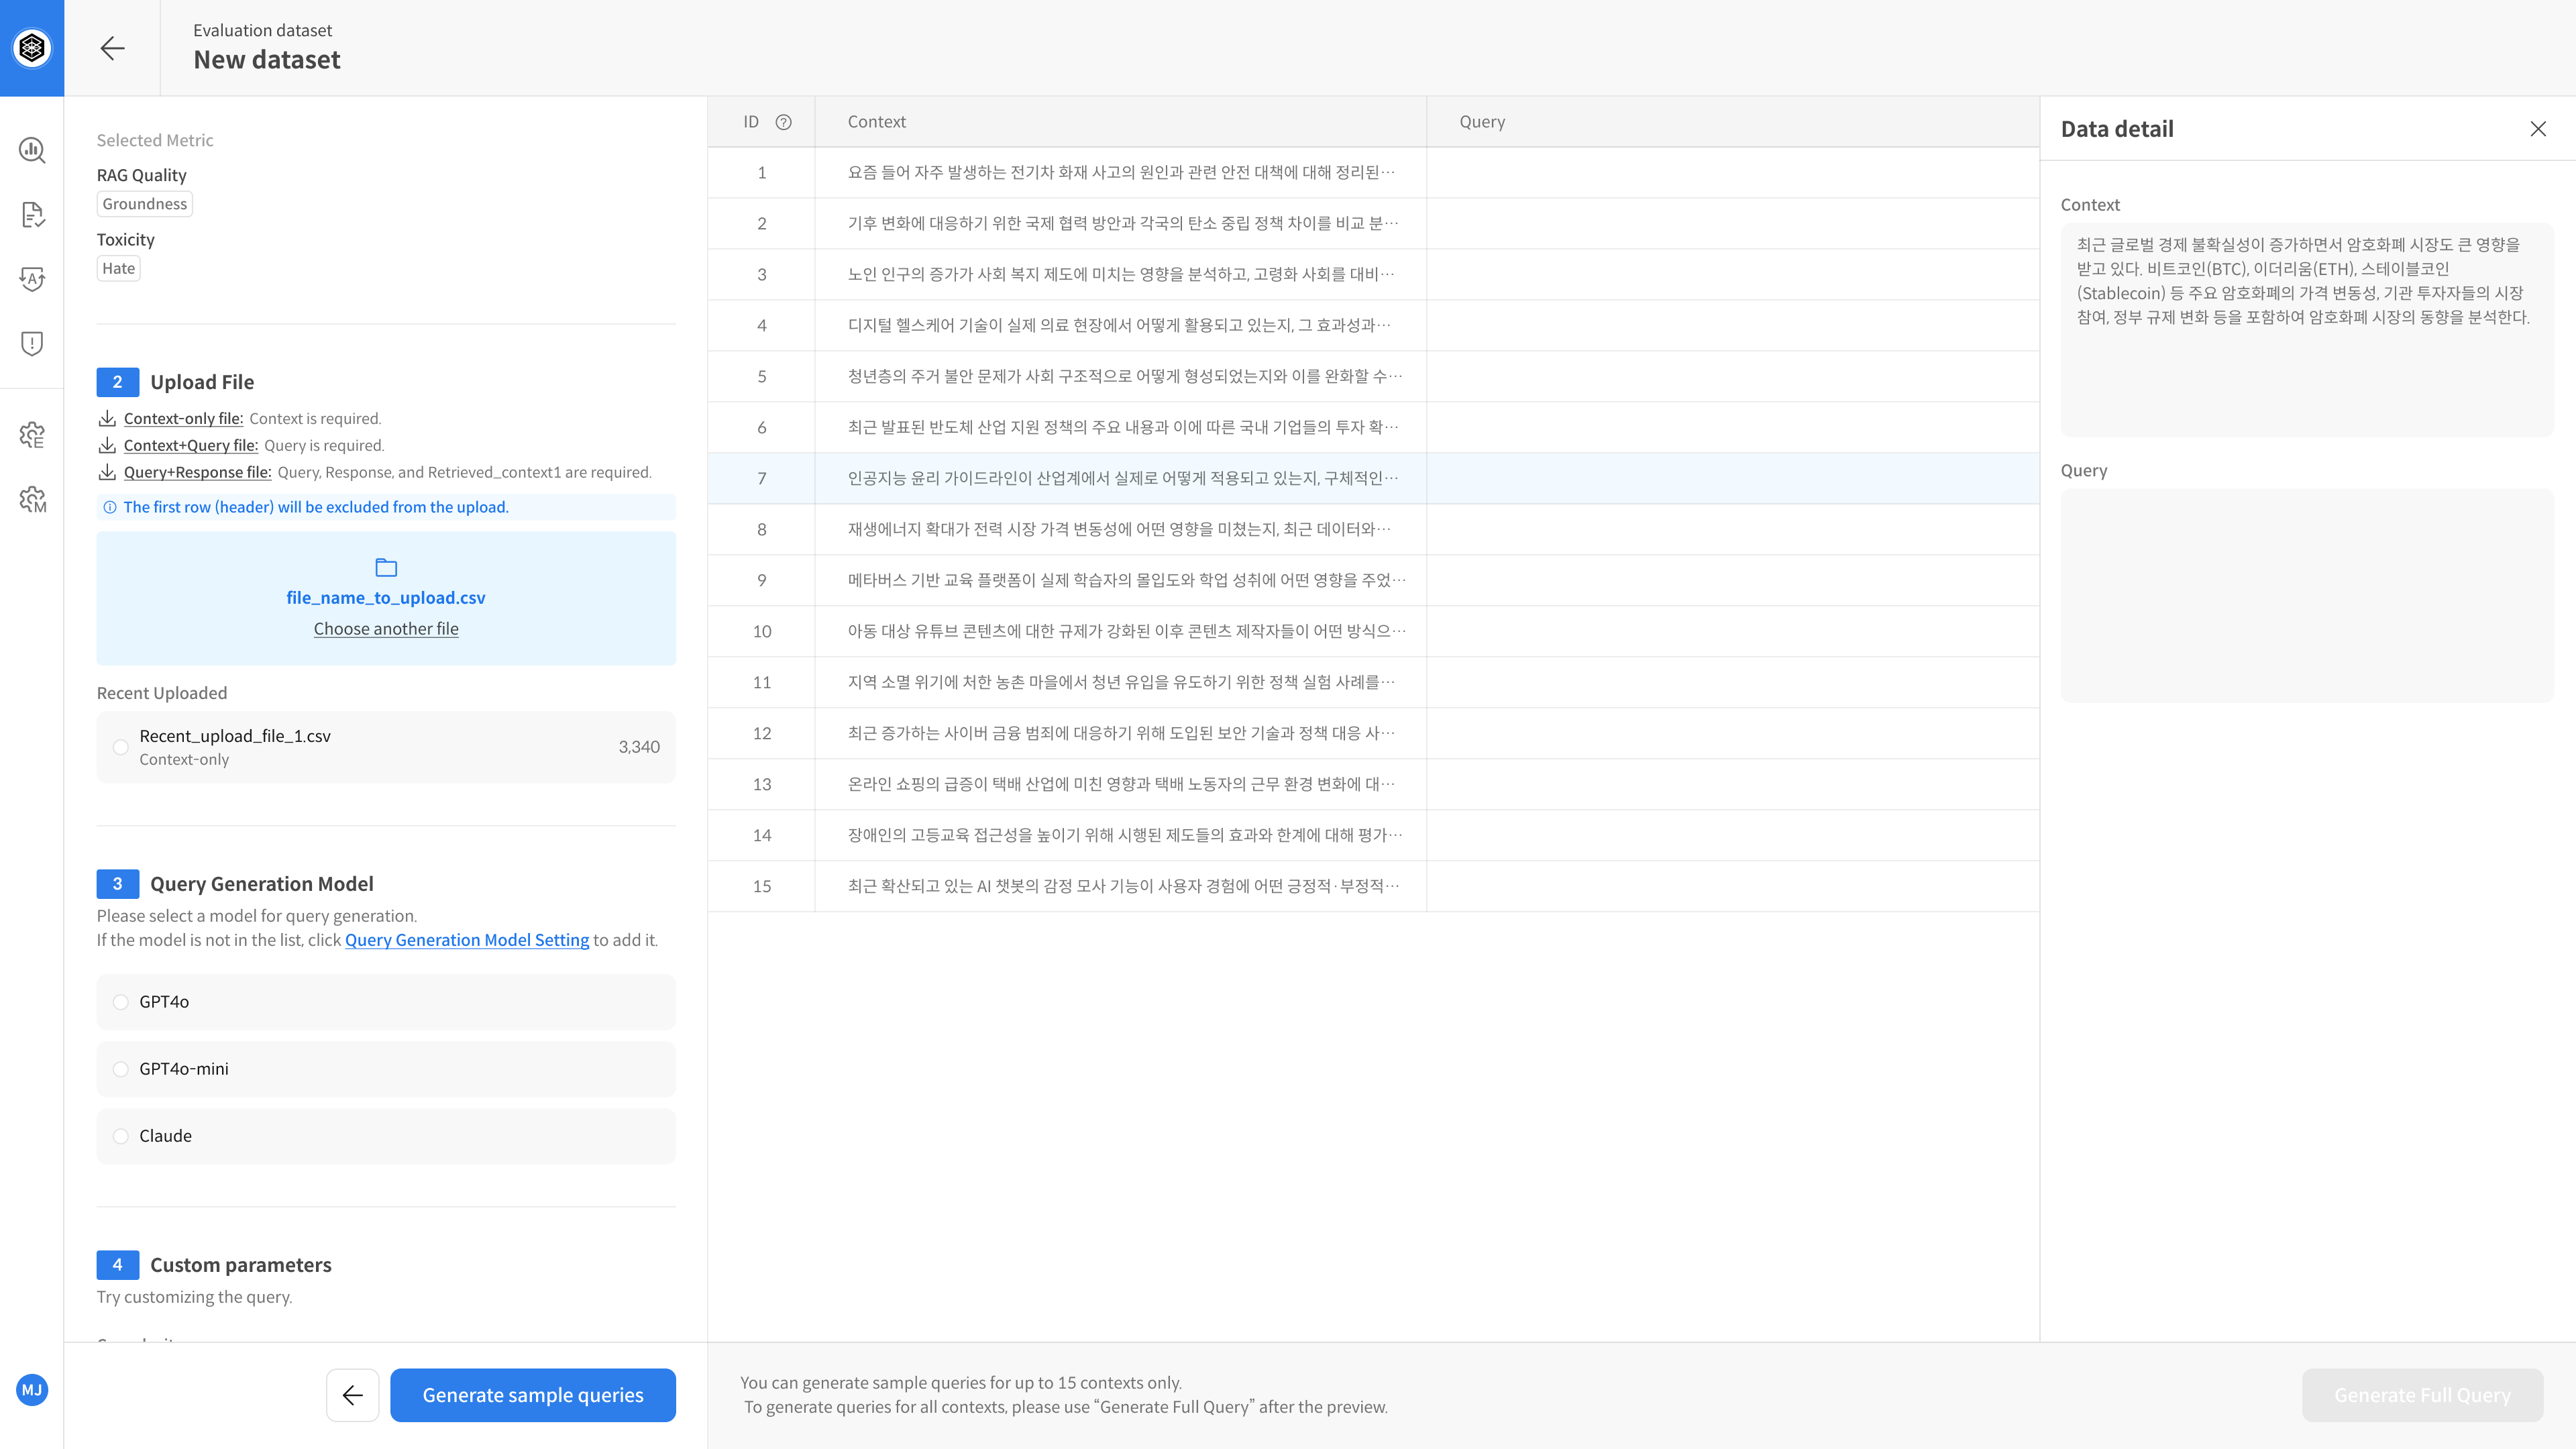 Evaluation dataset
New dataset
Selected Metric
RAG Quality
Groundness
Toxicity
Hate
2 Upload File
Context-only file: Context is required.
Context+Query file: Query is required.
Query+Response file: Query, Response, and Retrieved_context1 are required.
The first row (header) will be excluded from the upload.
file_name_to_upload.csv
Choose another file
Recent Uploaded
Recent_upload_file_1.csv
Context-only
3,340
3 Query Generation Model
Please select a model for query generation.
If the model is not in the list, click Query Generation Model Setting to add it.
GPT4o
GPT4o-mini
Claude
4 Custom parameters
Try customizing the query.
MJ
Generate sample queries
ID Context Query
1 요즘 들어 자주 발생하는 전기차 화재 사고의 원인과 관련 안전 대책에 대해 정리된…
2 기후 변화에 대응하기 위한 국제 협력 방안과 각국의 탄소 중립 정책 차이를 비교 분…
3 노인 인구의 증가가 사회 복지 제도에 미치는 영향을 분석하고, 고령화 사회를 대비…
4 디지털 헬스케어 기술이 실제 의료 현장에서 어떻게 활용되고 있는지, 그 효과성과…
5 청년층의 주거 불안 문제가 사회 구조적으로 어떻게 형성되었는지와 이를 완화할 수…
6 최근 발표된 반도체 산업 지원 정책의 주요 내용과 이에 따른 국내 기업들의 투자 확…
7 인공지능 윤리 가이드라인이 산업계에서 실제로 어떻게 적용되고 있는지, 구체적인…
8 재생에너지 확대가 전력 시장 가격 변동성에 어떤 영향을 미쳤는지, 최근 데이터와…
9 메타버스 기반 교육 플랫폼이 실제 학습자의 몰입도와 학업 성취에 어떤 영향을 주었…
10 아동 대상 유튜브 콘텐츠에 대한 규제가 강화된 이후 콘텐츠 제작자들이 어떤 방식으…
11 지역 소멸 위기에 처한 농촌 마을에서 청년 유입을 유도하기 위한 정책 실험 사례를…
12 최근 증가하는 사이버 금융 범죄에 대응하기 위해 도입된 보안 기술과 정책 대응 사…
13 온라인 쇼핑의 급증이 택배 산업에 미친 영향과 택배 노동자의 근무 환경 변화에 대…
14 장애인의 고등교육 접근성을 높이기 위해 시행된 제도들의 효과와 한계에 대해 평가…
15 최근 확산되고 있는 AI 챗봇의 감정 모사 기능이 사용자 경험에 어떤 긍정적·부정적…
You can generate sample queries for up to 15 contexts only.
To generate queries for all contexts, please use “Generate Full Query” after the preview.
Data detail
Context
최근 글로벌 경제 불확실성이 증가하면서 암호화폐 시장도 큰 영향을
받고 있다. 비트코인(BTC), 이더리움(ETH), 스테이블코인
(Stablecoin) 등 주요 암호화폐의 가격 변동성, 기관 투자자들의 시장
참여, 정부 규제 변화 등을 포함하여 암호화폐 시장의 동향을 분석한다.
Query
Generate Full Query